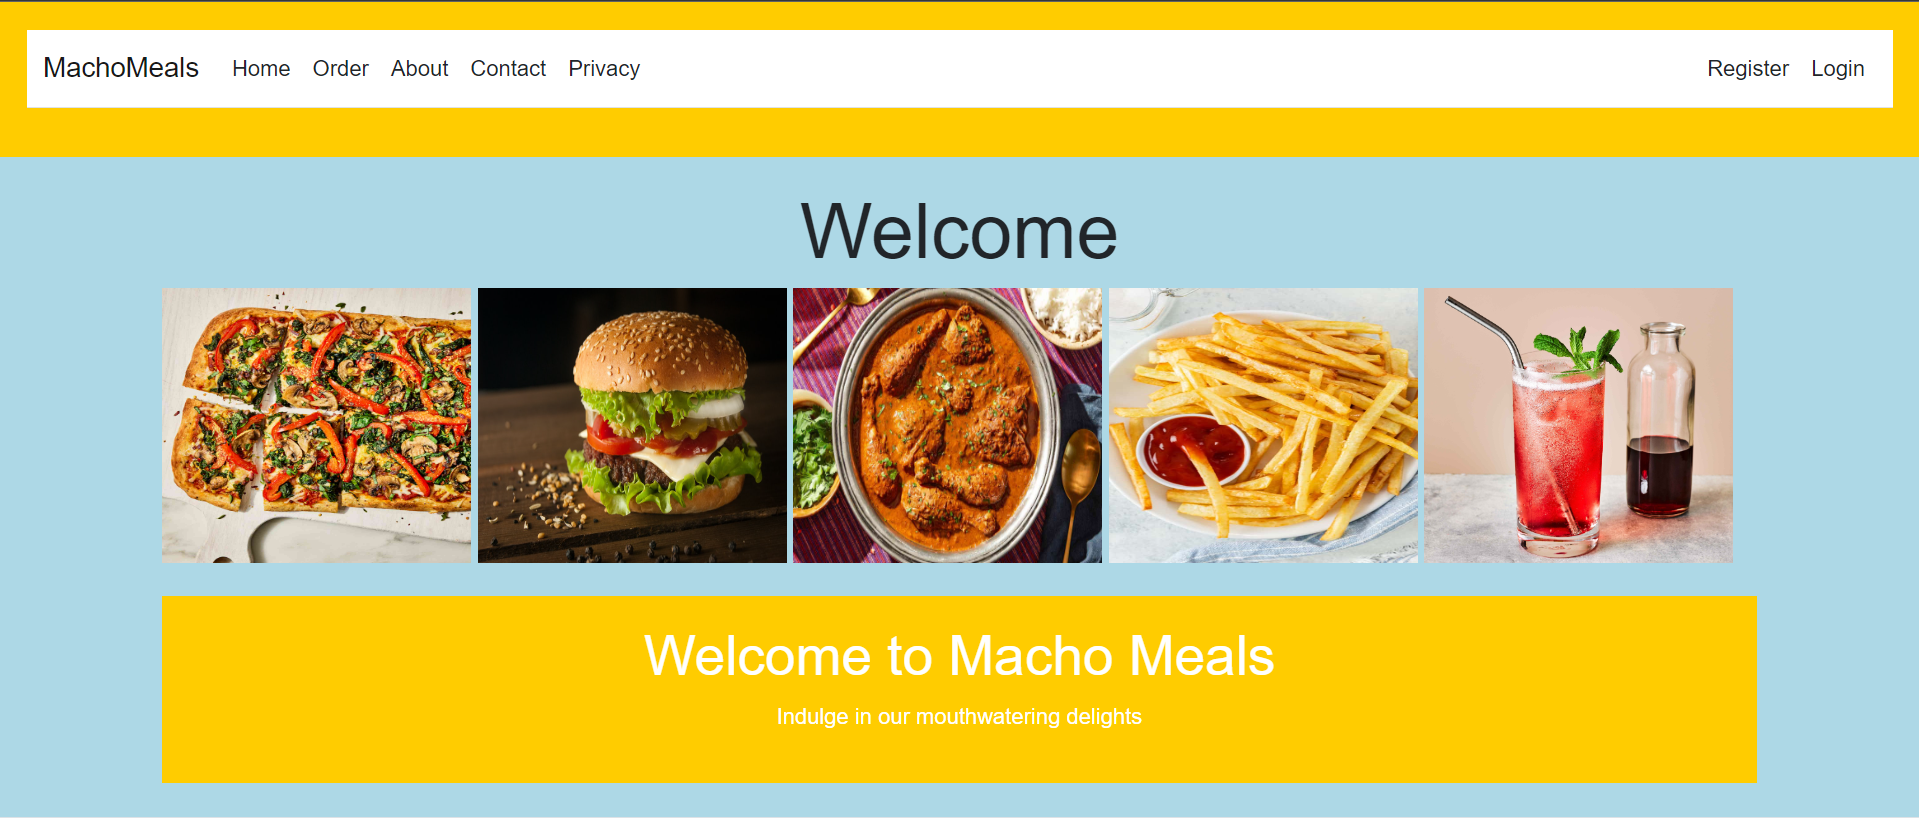 MachoMeals Home Order About Contact Privacy Register Login
Welcome
Welcome to Macho Meals
Indulge in our mouthwatering delights